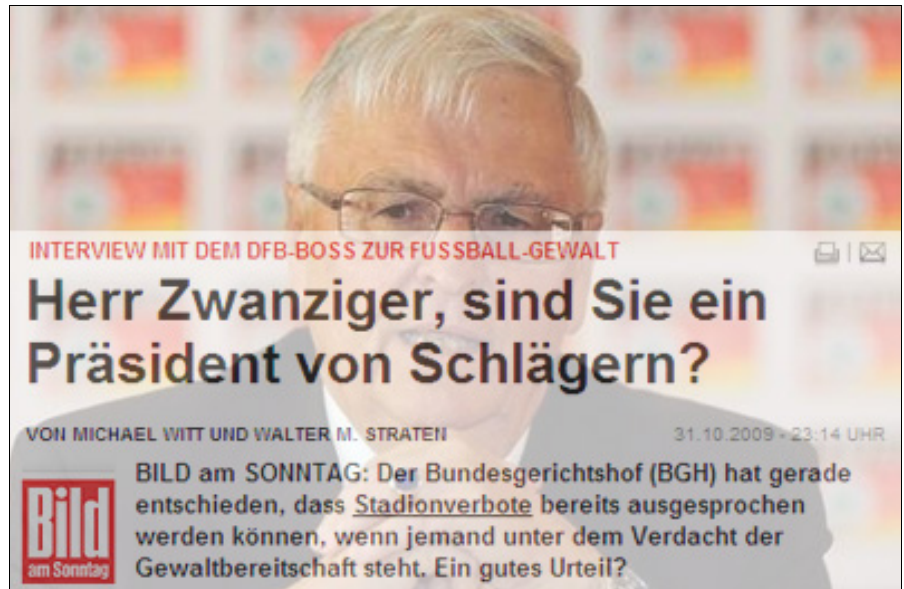 INTERVIEW MIT DEM DFB-BOSS ZUR FUSSBALL-GEWALT
Herr Zwanziger, sind Sie ein
Präsident von Schlägern?
VON MICHAEL WITT UND WALTER M. STRATEN
31.10.2009 - 23:14 UHR
BILD am SONNTAG: Der Bundesgerichtshof (BGH) hat gerade
entschieden, dass Stadionverbote bereits ausgesprochen
werden können, wenn jemand unter dem Verdacht der
Gewaltbereitschaft steht. Ein gutes Urteil?
Bild
am Sonntag